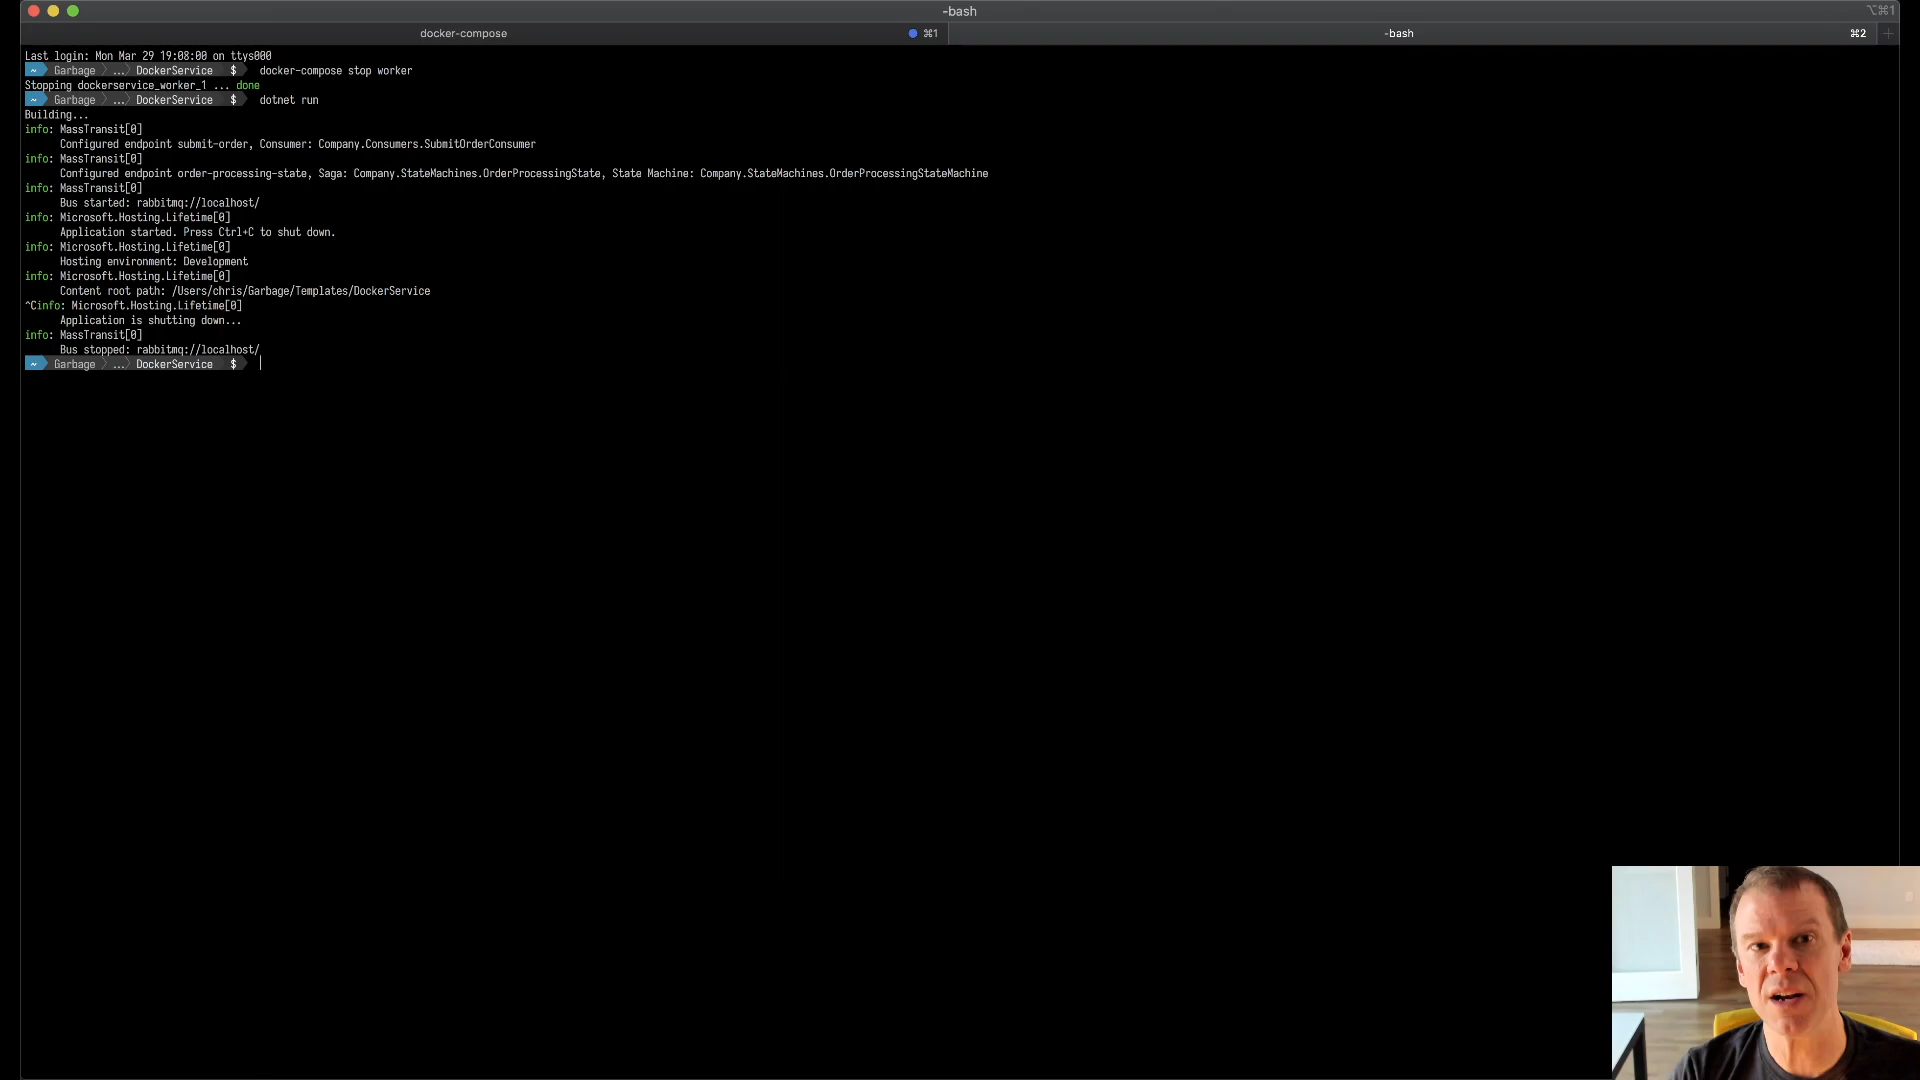 -bash
⌥⌘1
docker-compose
⌘1
-bash
⌘2
Last login: Mon Mar 29 19:08:00 on ttys000
~ Garbage ... DockerService $ docker-compose stop worker
Stopping dockerservice_worker_1 ... done
~ Garbage ... DockerService $ dotnet run
Building...
info: MassTransit[0]
Configured endpoint submit-order, Consumer: Company.Consumers.SubmitOrderConsumer
info: MassTransit[0]
Configured endpoint order-processing-state, Saga: Company.StateMachines.OrderProcessingState, State Machine: Company.StateMachines.OrderProcessingStateMachine
info: MassTransit[0]
Bus started: rabbitmq://localhost/
info: Microsoft.Hosting.Lifetime[0]
Application started. Press Ctrl+C to shut down.
info: Microsoft.Hosting.Lifetime[0]
Hosting environment: Development
info: Microsoft.Hosting.Lifetime[0]
Content root path: /Users/chris/Garbage/Templates/DockerService
^Cinfo: Microsoft.Hosting.Lifetime[0]
Application is shutting down...
info: MassTransit[0]
Bus stopped: rabbitmq://localhost/
~ Garbage ... DockerService $